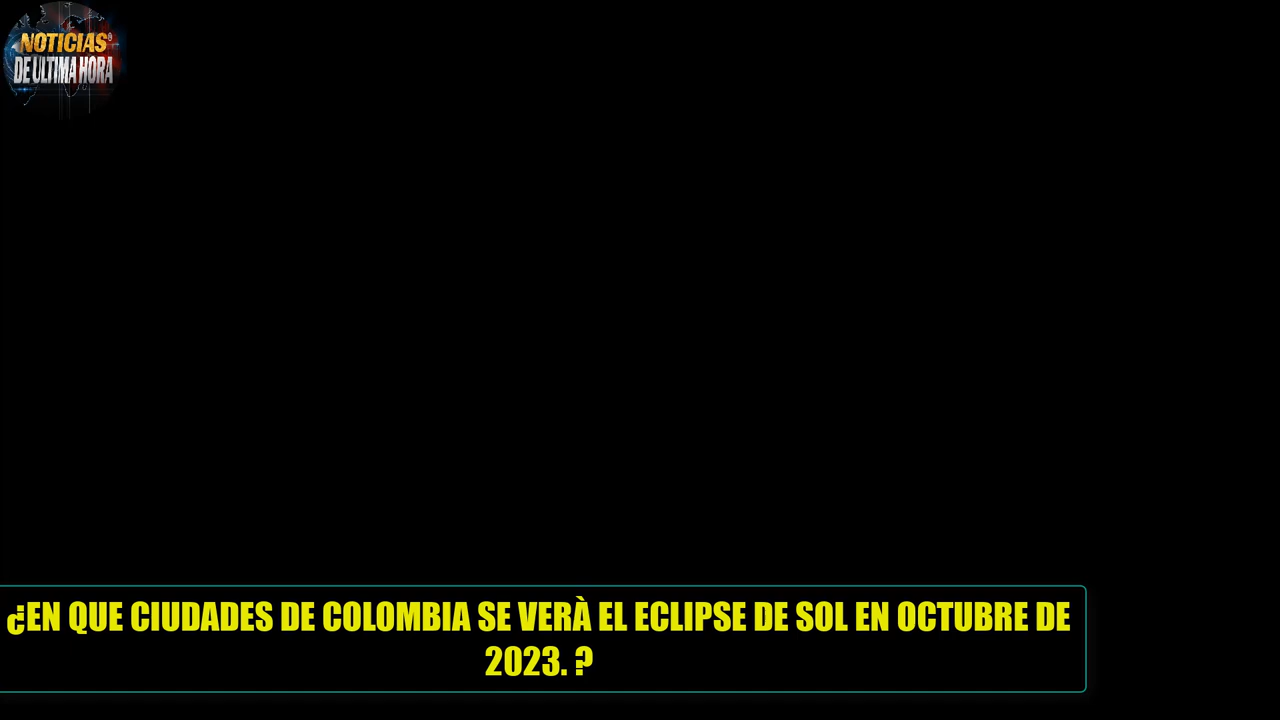 NOTICIAS
DE ULTIMA HORA
¿EN QUE CIUDADES DE COLOMBIA SE VERÀ EL ECLIPSE DE SOL EN OCTUBRE DE
2023. ?